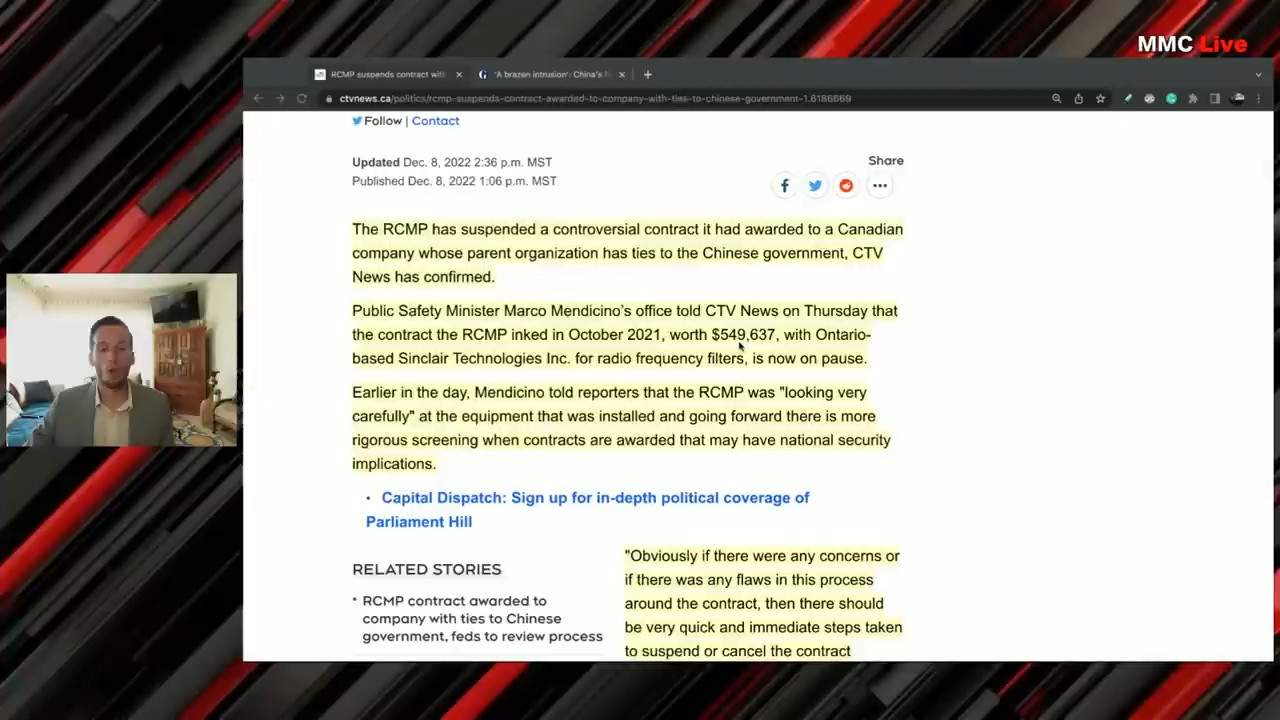 MMC Live
RCMP suspends contract with
'A brazen intrusion': China's
ctvnews.ca/politics/rcmp-suspends-contract-awarded-to-company-with-ties-to-chinese-government-1.6186669
Follow | Contact
Updated Dec. 8, 2022 2:36 p.m. MST
Published Dec. 8, 2022 1:06 p.m. MST
Share
The RCMP has suspended a controversial contract it had awarded to a Canadian
company whose parent organization has ties to the Chinese government, CTV
News has confirmed.
Public Safety Minister Marco Mendicino's office told CTV News on Thursday that
the contract the RCMP inked in October 2021, worth $549,637, with Ontario-
based Sinclair Technologies Inc. for radio frequency filters, is now on pause.
Earlier in the day, Mendicino told reporters that the RCMP was "looking very
carefully" at the equipment that was installed and going forward there is more
rigorous screening when contracts are awarded that may have national security
implications.
• Capital Dispatch: Sign up for in-depth political coverage of
Parliament Hill
RELATED STORIES
• RCMP contract awarded to
company with ties to Chinese
government, feds to review process
"Obviously if there were any concerns or
if there was any flaws in this process
around the contract, then there should
be very quick and immediate steps taken
to suspend or cancel the contract